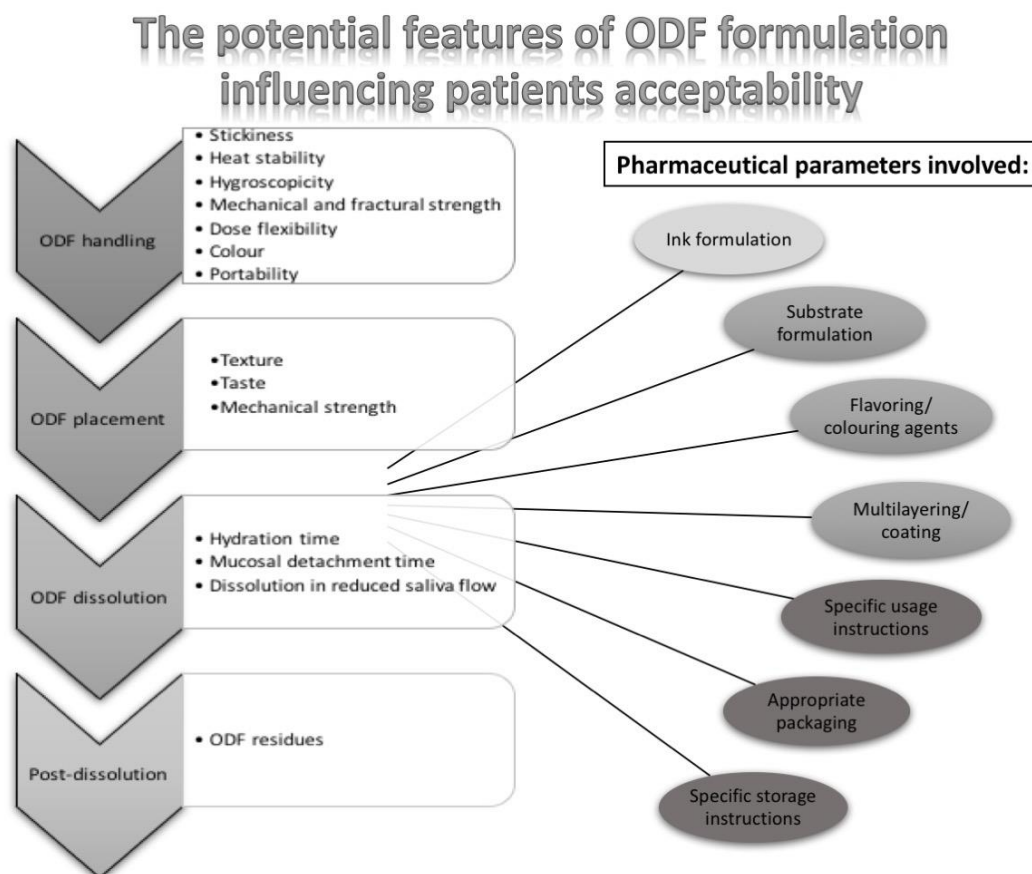 The potential features of ODF formulation
influencing patients acceptability
ODF handling
• Stickiness
• Heat stability
• Hygroscopicity
• Mechanical and fractural strength
• Dose flexibility
• Colour
• Portability
ODF placement
•Texture
•Taste
•Mechanical strength
ODF dissolution
• Hydration time
• Mucosal detachment time
• Dissolution in reduced saliva flow
Post-dissolution
• ODF residues
Pharmaceutical parameters involved:
Ink formulation
Substrate
formulation
Flavoring/
colouring agents
Multilayering/
coating
Specific usage
instructions
Appropriate
packaging
Specific storage
instructions